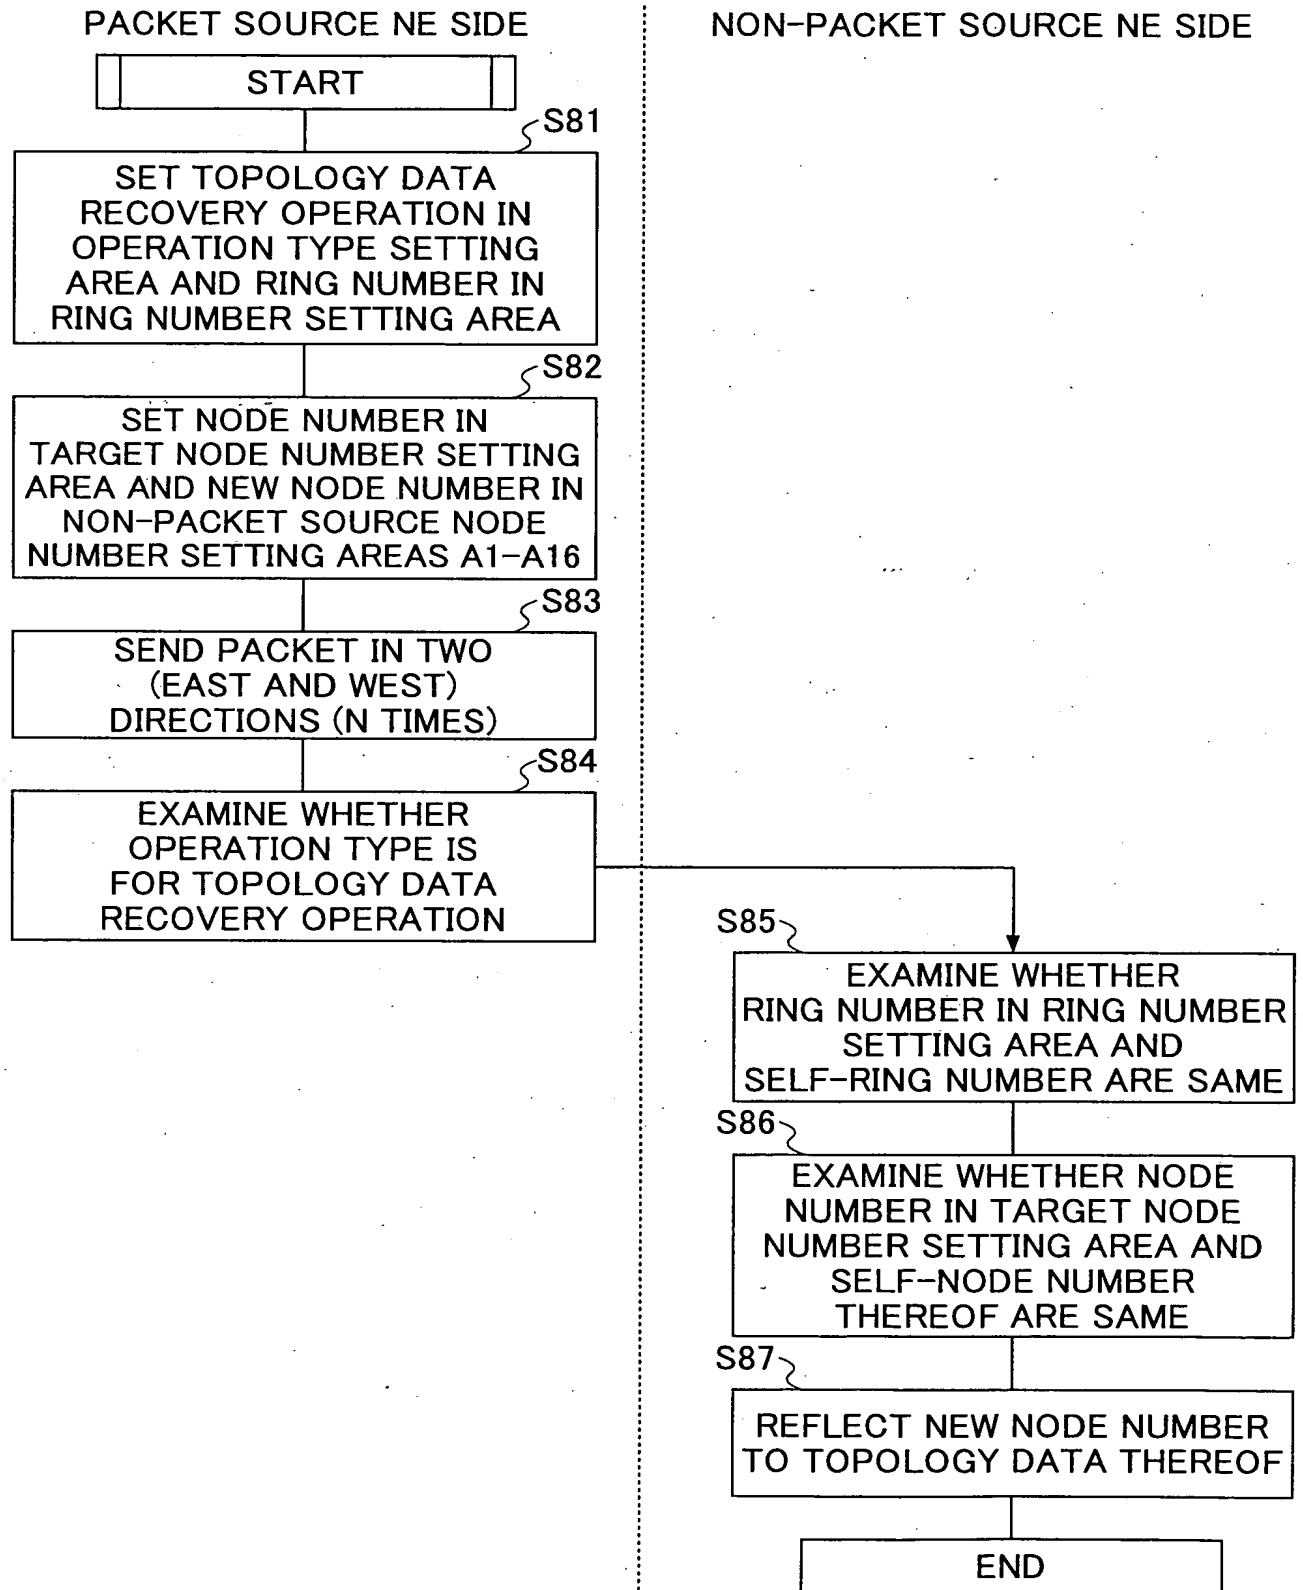 PACKET SOURCE NE SIDE
NON-PACKET SOURCE NE SIDE
START
S81
SET TOPOLOGY DATA
RECOVERY OPERATION IN
OPERATION TYPE SETTING
AREA AND RING NUMBER IN
RING NUMBER SETTING AREA
S82
SET NODE NUMBER IN
TARGET NODE NUMBER SETTING
AREA AND NEW NODE NUMBER IN
NON-PACKET SOURCE NODE
NUMBER SETTING AREAS A1-A16
S83
SEND PACKET IN TWO
(EAST AND WEST)
DIRECTIONS (N TIMES)
S84
EXAMINE WHETHER
OPERATION TYPE IS
FOR TOPOLOGY DATA
RECOVERY OPERATION
S85
EXAMINE WHETHER
RING NUMBER IN RING NUMBER
SETTING AREA AND
SELF-RING NUMBER ARE SAME
S86
EXAMINE WHETHER NODE
NUMBER IN TARGET NODE
NUMBER SETTING AREA AND
SELF-NODE NUMBER
THEREOF ARE SAME
S87
REFLECT NEW NODE NUMBER
TO TOPOLOGY DATA THEREOF
END